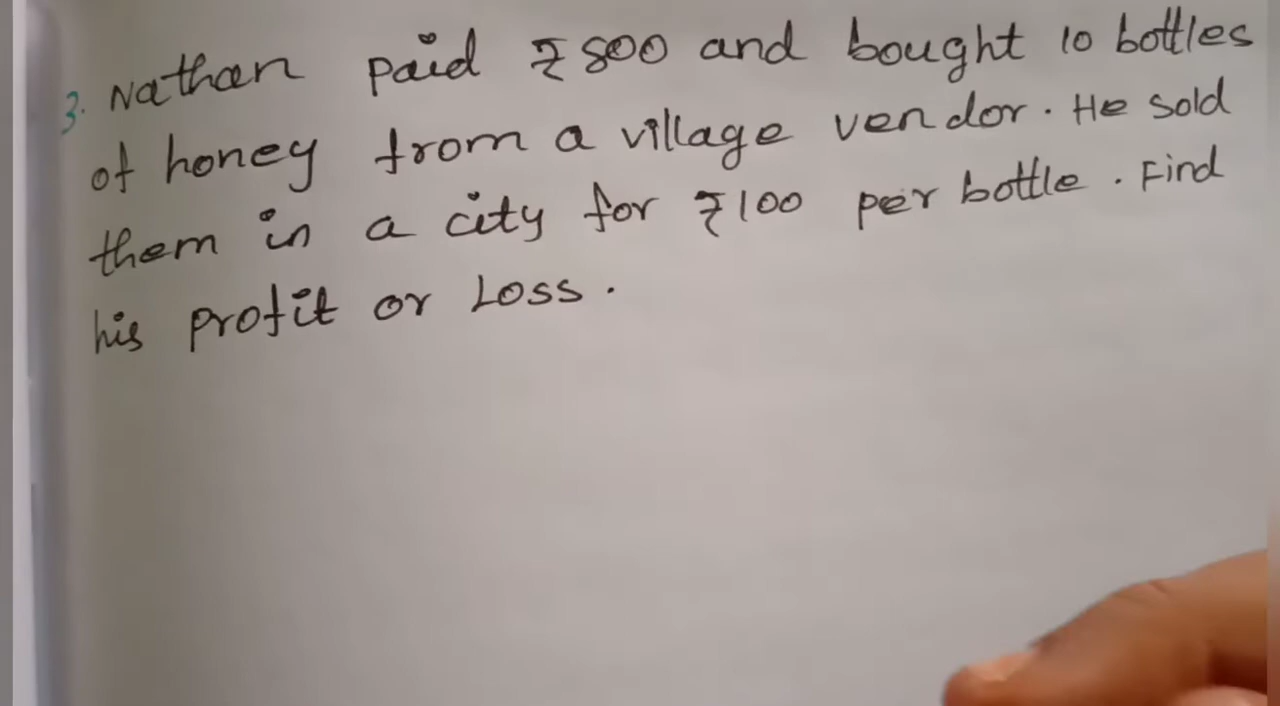 3. Nathan paid ₹800 and bought 10 bottles
of honey from a village vendor. He sold
them in a city for ₹100 per bottle. Find
his profit or Loss.